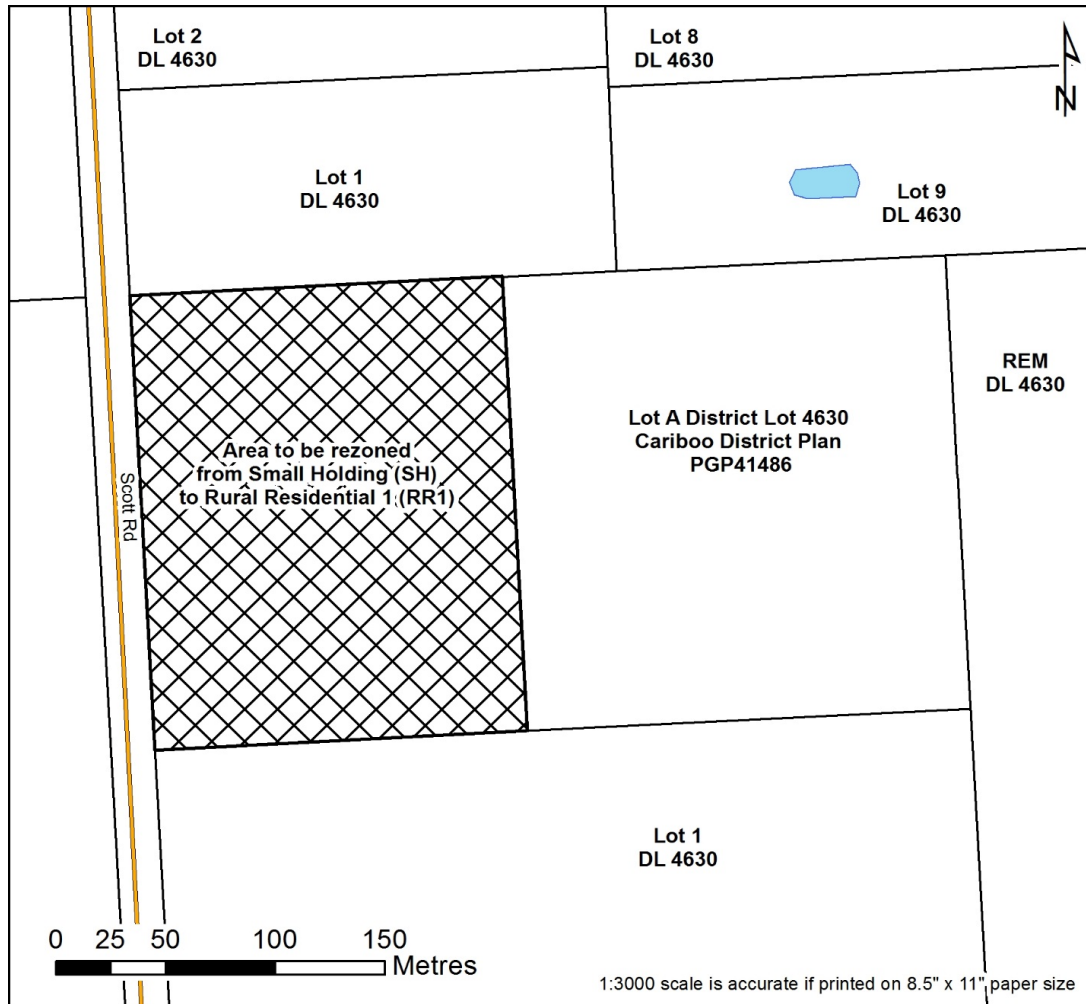 Lot 2
DL 4630
Lot 8
DL 4630
N
Lot 1
DL 4630
Lot 9
DL 4630
REM
DL 4630
Lot A District Lot 4630
Cariboo District Plan
PGP41486
Area to be rezoned
from Small Holding (SH)
to Rural Residential 1 (RR1)
Scott Rd
Lot 1
DL 4630
0 25 50 100 150
Metres
1:3000 scale is accurate if printed on 8.5" x 11" paper size